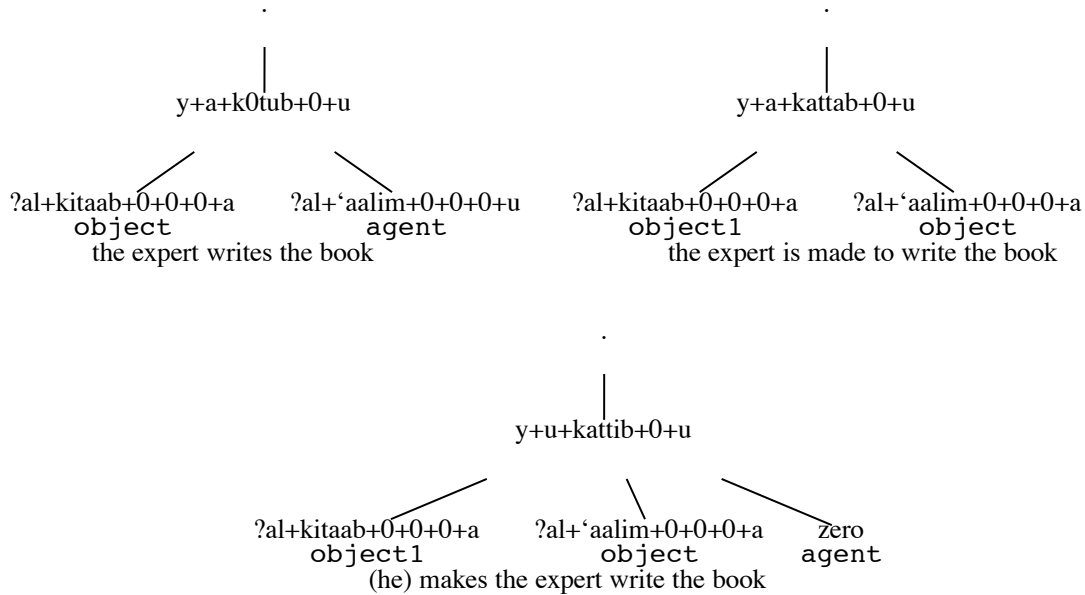 .
y+a+k0tub+0+u
?al+kitaab+0+0+0+a ?al+‘aalim+0+0+0+u
object agent
the expert writes the book
.
y+a+kattab+0+u
?al+kitaab+0+0+0+a ?al+‘aalim+0+0+0+a
object1 object
the expert is made to write the book
.
y+u+kattib+0+u
?al+kitaab+0+0+0+a ?al+‘aalim+0+0+0+a zero
object1 object agent
(he) makes the expert write the book